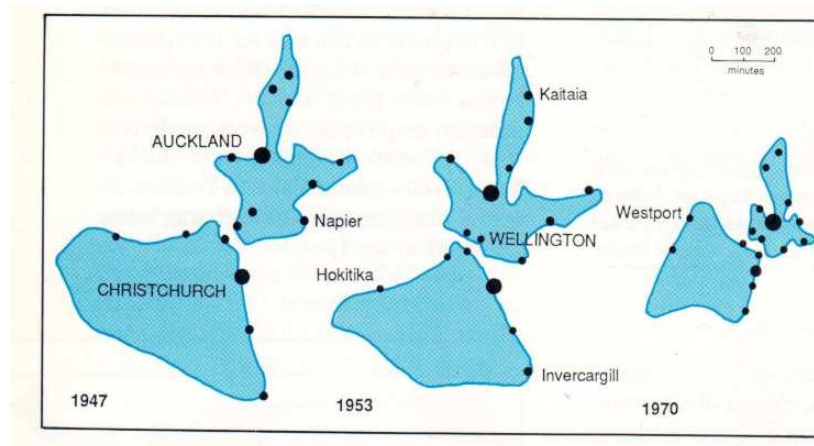 0 100 200
minutes
Kaitaia
AUCKLAND
Napier
WELLINGTON
Westport
Hokitika
CHRISTCHURCH
Invercargill
1947
1953
1970